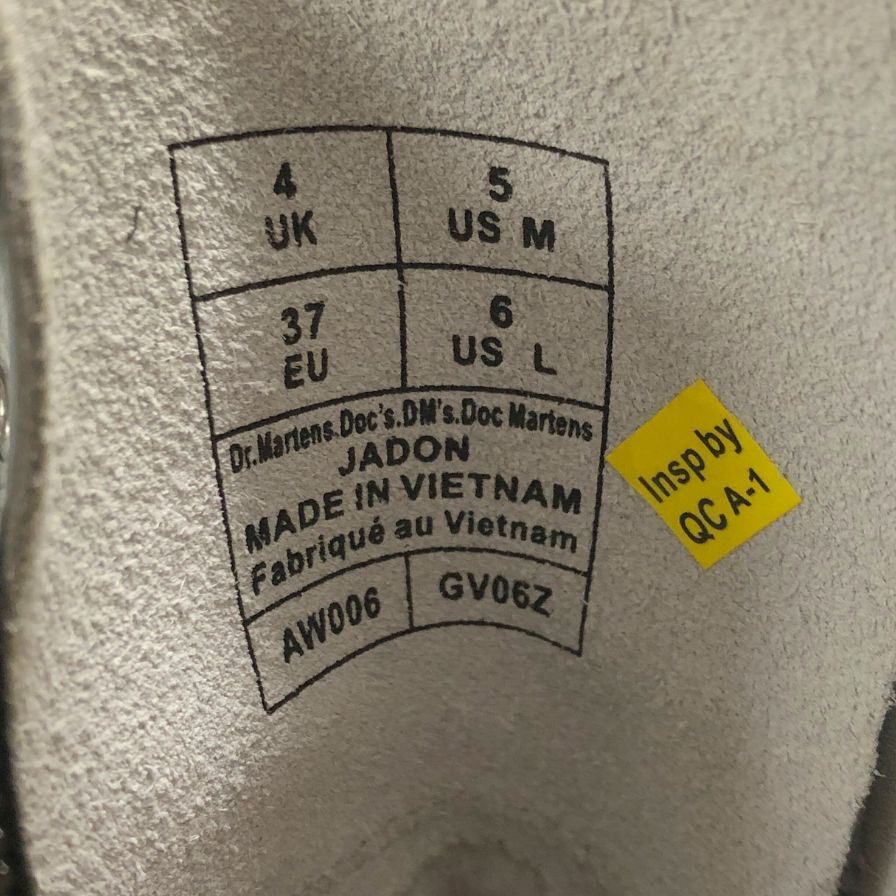 4
UK
5
US M
37
EU
6
US L
Dr.Martens.Doc's.DM's.Doc Martens
JADON
MADE IN VIETNAM
Fabriqué au Vietnam
AW006
GV06Z
Insp by
QC A-1